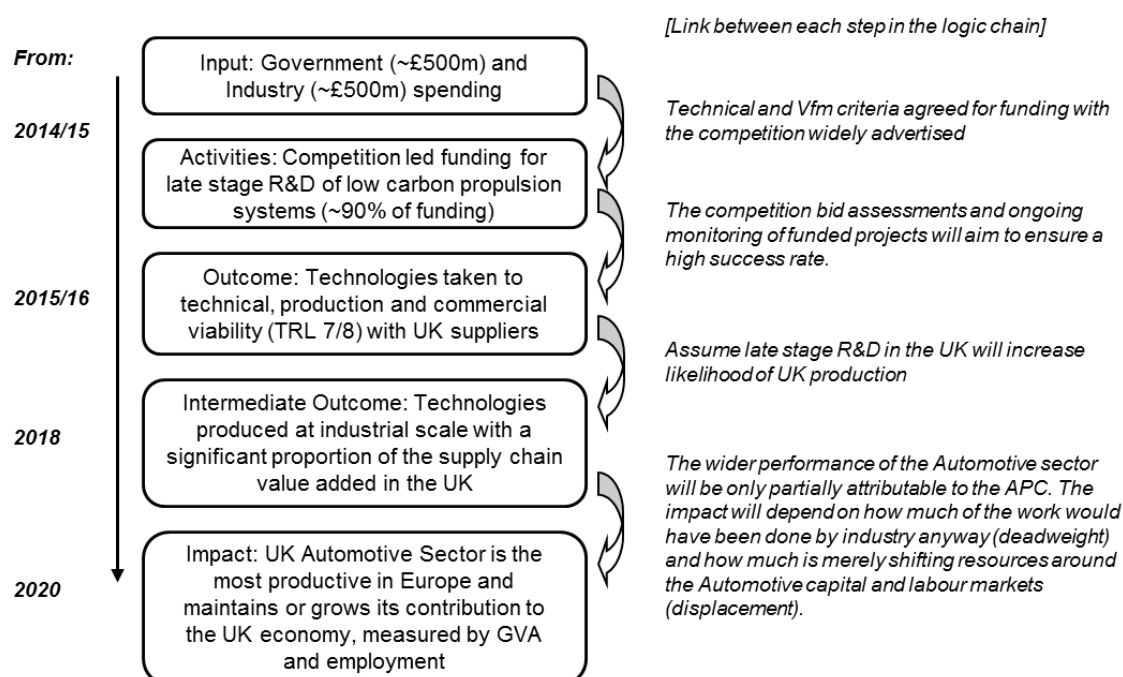 [Link between each step in the logic chain]
From:
Input: Government (~£500m) and
Industry (~£500m) spending
2014/15
Technical and Vfm criteria agreed for funding with
the competition widely advertised
Activities: Competition led funding for
late stage R&D of low carbon propulsion
systems (~90% of funding)
The competition bid assessments and ongoing
monitoring of funded projects will aim to ensure a
high success rate.
2015/16
Outcome: Technologies taken to
technical, production and commercial
viability (TRL 7/8) with UK suppliers
Assume late stage R&D in the UK will increase
likelihood of UK production
2018
Intermediate Outcome: Technologies
produced at industrial scale with a
significant proportion of the supply chain
value added in the UK
The wider performance of the Automotive sector
will be only partially attributable to the APC. The
impact will depend on how much of the work would
have been done by industry anyway (deadweight)
and how much is merely shifting resources around
the Automotive capital and labour markets
(displacement).
2020
Impact: UK Automotive Sector is the
most productive in Europe and
maintains or grows its contribution to
the UK economy, measured by GVA
and employment